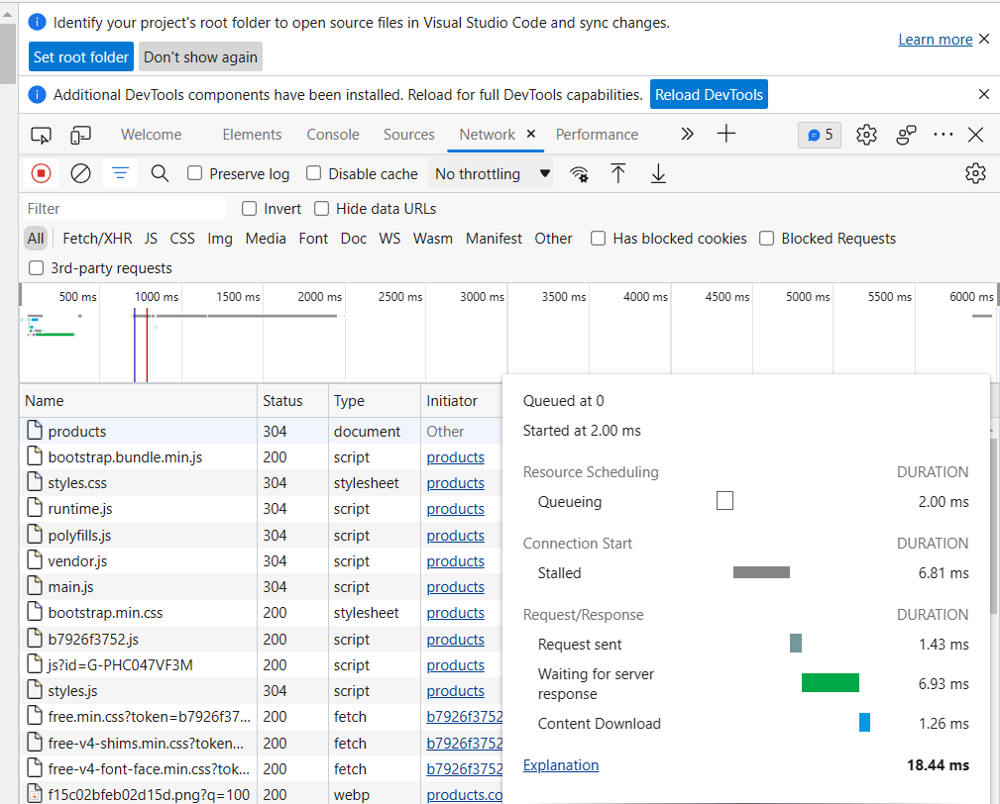 Identify your project's root folder to open source files in Visual Studio Code and sync changes.
Set root folder Don't show again Learn more
Additional DevTools components have been installed. Reload for full DevTools capabilities. Reload DevTools
Welcome Elements Console Sources Network Performance 5
Preserve log Disable cache No throttling
Filter Invert Hide data URLs
All Fetch/XHR JS CSS Img Media Font Doc WS Wasm Manifest Other Has blocked cookies Blocked Requests
3rd-party requests
500 ms 1000 ms 1500 ms 2000 ms 2500 ms 3000 ms 3500 ms 4000 ms 4500 ms 5000 ms 5500 ms 6000 ms
Name Status Type Initiator
products 304 document Other
bootstrap.bundle.min.js 200 script products
styles.css 304 stylesheet products
runtime.js 304 script products
polyfills.js 304 script products
vendor.js 304 script products
main.js 304 script products
bootstrap.min.css 200 stylesheet products
b7926f3752.js 200 script products
js?id=G-PHC047VF3M 200 script products
styles.js 304 script products
free.min.css?token=b7926f37... 200 fetch b7926f3752
free-v4-shims.min.css?token... 200 fetch b7926f3752
free-v4-font-face.min.css?tok... 200 fetch b7926f3752
f15c02bfeb02d15d.png?q=100 200 webp products.co
Queued at 0
Started at 2.00 ms
Resource Scheduling DURATION
Queueing 2.00 ms
Connection Start DURATION
Stalled 6.81 ms
Request/Response DURATION
Request sent 1.43 ms
Waiting for server
response 6.93 ms
Content Download 1.26 ms
Explanation 18.44 ms